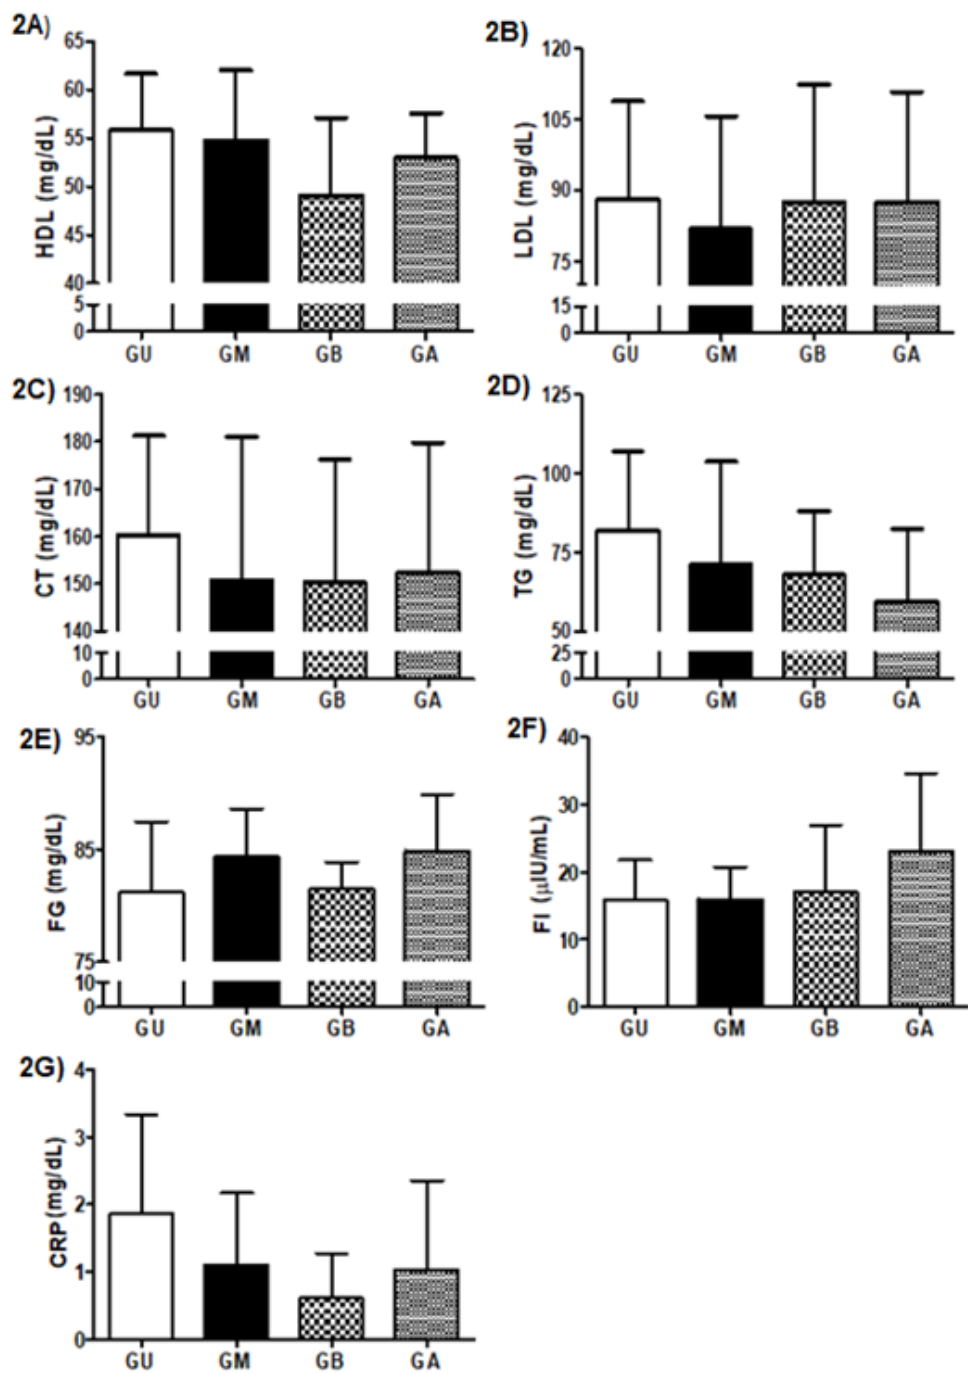 2A)
HDL (mg/dL)
65
60
55
50
45
40
5
0
GU GM GB GA
2B)
LDL (mg/dL)
120
105
90
75
15
0
GU GM GB GA
2C)
CT (mg/dL)
190
180
170
160
150
140
10
0
GU GM GB GA
2D)
TG (mg/dL)
125
100
75
50
25
0
GU GM GB GA
2E)
FG (mg/dL)
95
85
75
10
0
GU GM GB GA
2F)
FI (μIU/mL)
40
30
20
10
0
GU GM GB GA
2G)
CRP (mg/dL)
4
3
2
1
0
GU GM GB GA